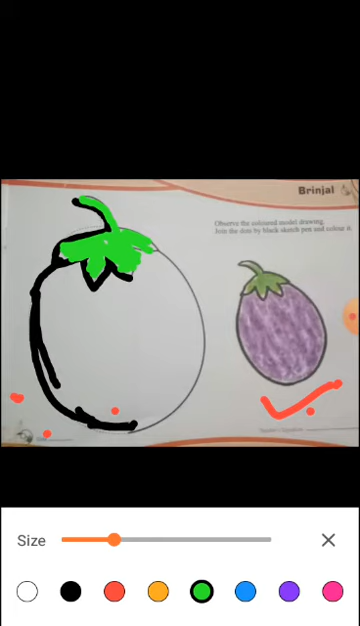 Brinjal
Observe the coloured model drawing.
Join the dots by black sketch pen and colour it.
Size